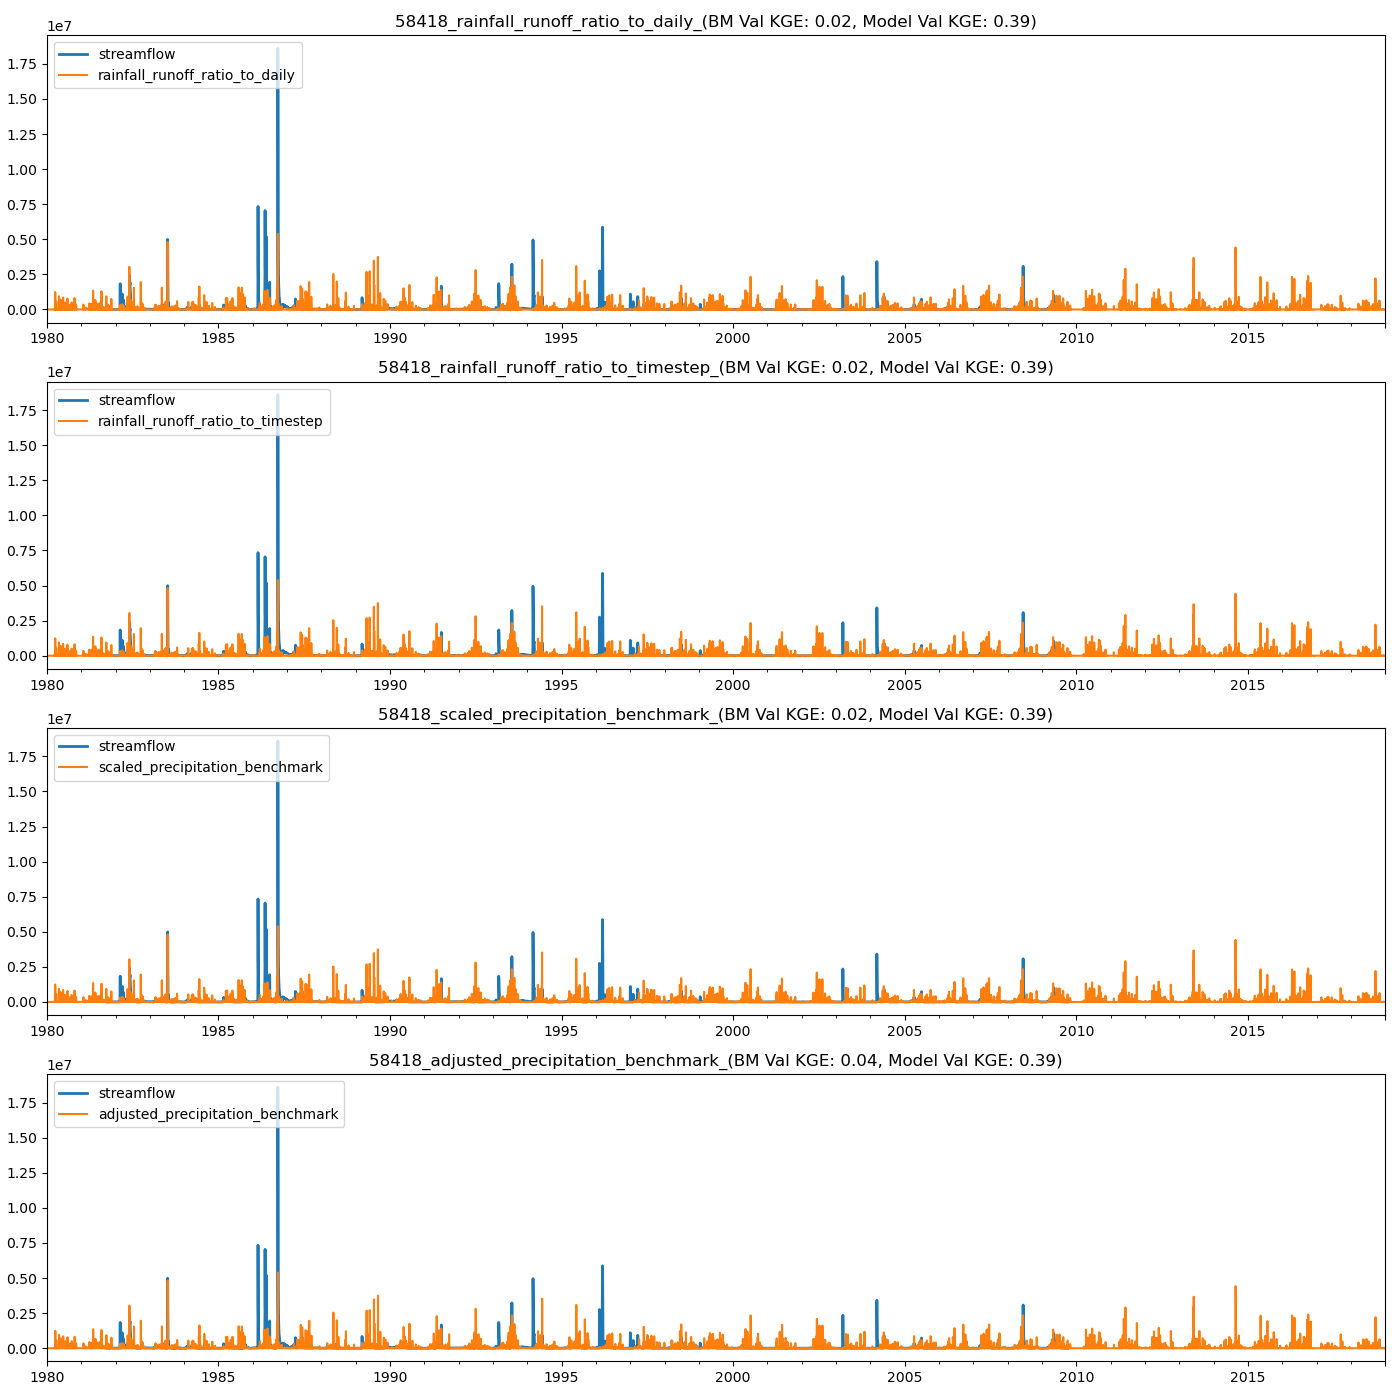 58418_rainfall_runoff_ratio_to_daily_(BM Val KGE: 0.02, Model Val KGE: 0.39)
1e7
streamflow
rainfall_runoff_ratio_to_daily
1.75
1.50
1.25
1.00
0.75
0.50
0.25
0.00
1980 1985 1990 1995 2000 2005 2010 2015
58418_rainfall_runoff_ratio_to_timestep_(BM Val KGE: 0.02, Model Val KGE: 0.39)
1e7
streamflow
rainfall_runoff_ratio_to_timestep
1.75
1.50
1.25
1.00
0.75
0.50
0.25
0.00
1980 1985 1990 1995 2000 2005 2010 2015
58418_scaled_precipitation_benchmark_(BM Val KGE: 0.02, Model Val KGE: 0.39)
1e7
streamflow
scaled_precipitation_benchmark
1.75
1.50
1.25
1.00
0.75
0.50
0.25
0.00
1980 1985 1990 1995 2000 2005 2010 2015
58418_adjusted_precipitation_benchmark_(BM Val KGE: 0.04, Model Val KGE: 0.39)
1e7
streamflow
adjusted_precipitation_benchmark
1.75
1.50
1.25
1.00
0.75
0.50
0.25
0.00
1980 1985 1990 1995 2000 2005 2010 2015